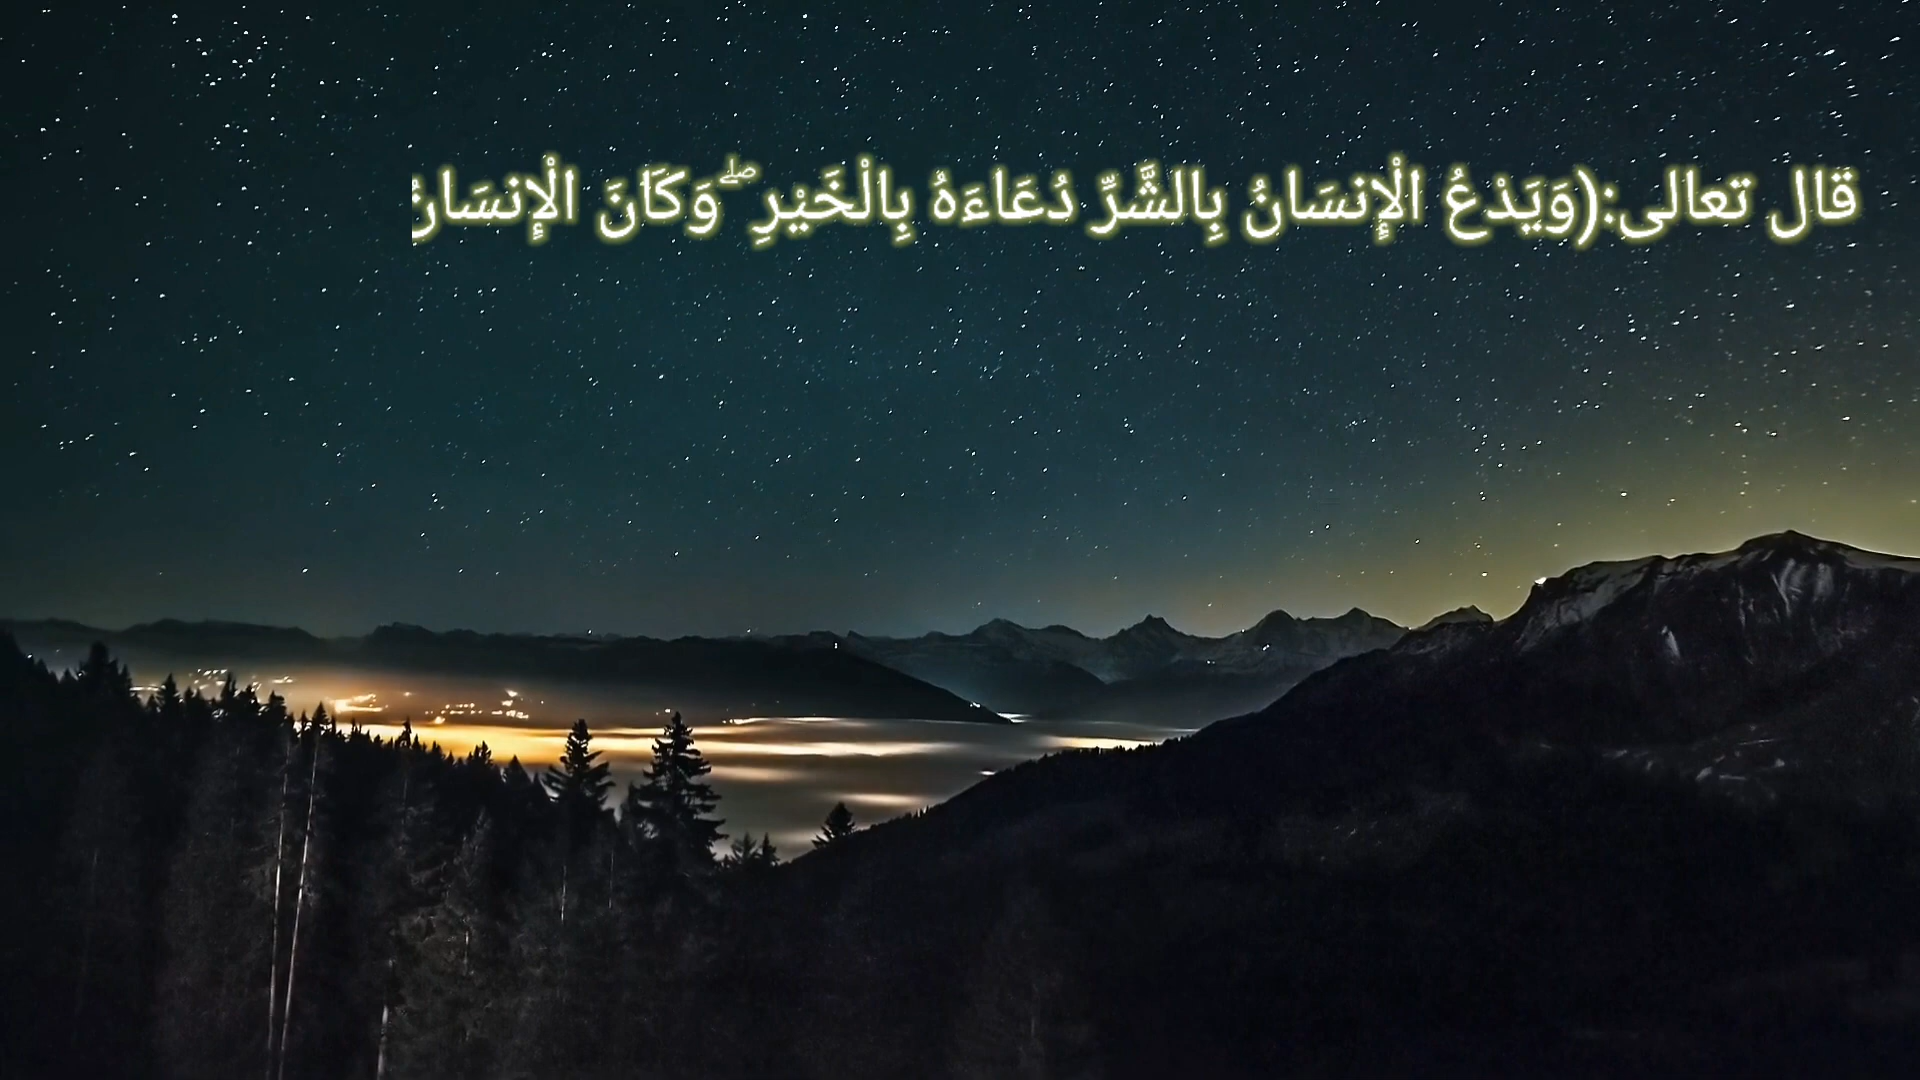 قال تعالى:(وَيَدْعُ الْإِنسَانُ بِالشَّرِّ دُعَاءَهُ بِالْخَيْرِ ۖ وَكَانَ الْإِنسَانُ